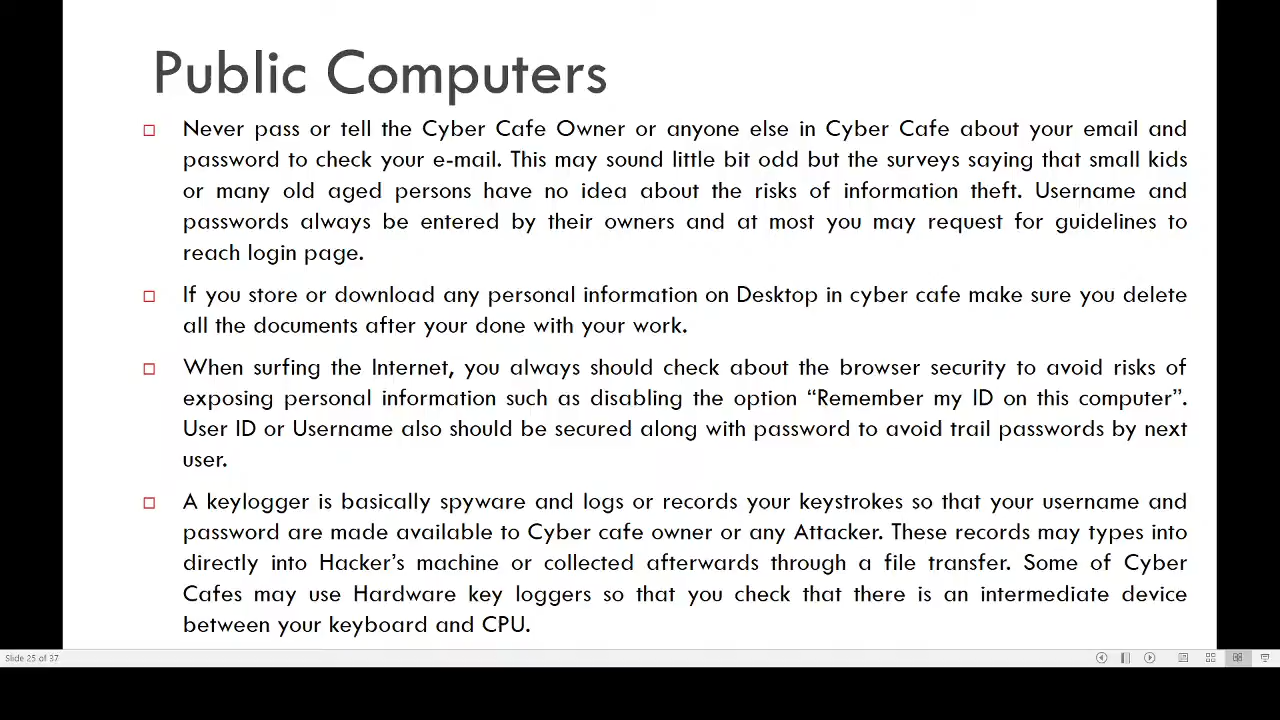 Public Computers
Never pass or tell the Cyber Cafe Owner or anyone else in Cyber Cafe about your email and
password to check your e-mail. This may sound little bit odd but the surveys saying that small kids
or many old aged persons have no idea about the risks of information theft. Username and
passwords always be entered by their owners and at most you may request for guidelines to
reach login page.
If you store or download any personal information on Desktop in cyber cafe make sure you delete
all the documents after your done with your work.
When surfing the Internet, you always should check about the browser security to avoid risks of
exposing personal information such as disabling the option “Remember my ID on this computer”.
User ID or Username also should be secured along with password to avoid trail passwords by next
user.
A keylogger is basically spyware and logs or records your keystrokes so that your username and
password are made available to Cyber cafe owner or any Attacker. These records may types into
directly into Hacker’s machine or collected afterwards through a file transfer. Some of Cyber
Cafes may use Hardware key loggers so that you check that there is an intermediate device
between your keyboard and CPU.
Slide 25 of 37